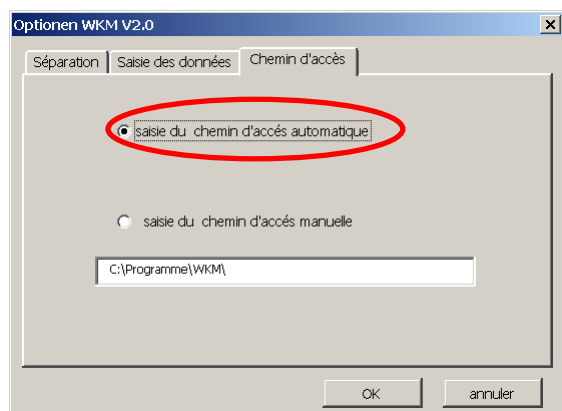 Optionen WKM V2.0
Séparation
Saisie des données
Chemin d'accès
saisie du chemin d'accés automatique
saisie du chemin d'accés manuelle
C:\Programme\WKM\
OK
annuler